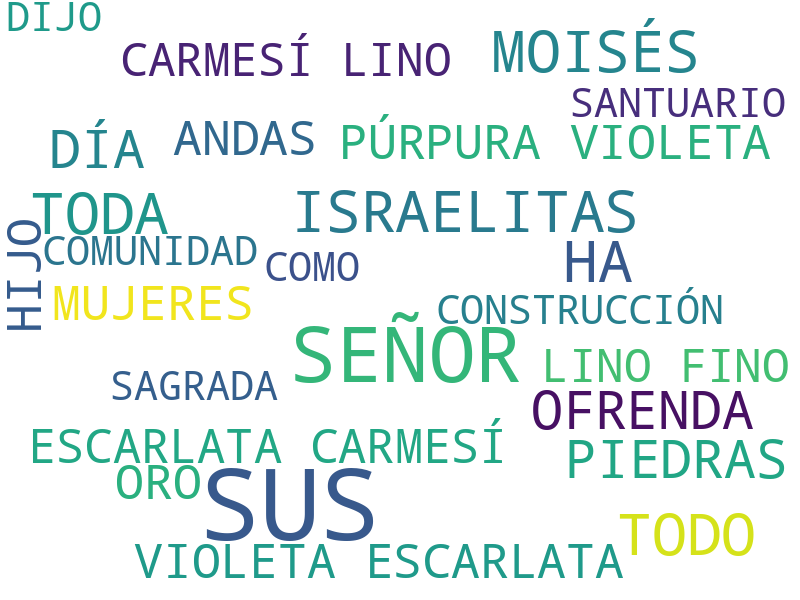 DIJO
CARMESÍ LINO
MOISÉS
SANTUARIO
DÍA
ANDAS
PÚRPURA VIOLETA
TODA
ISRAELITAS
HIJO
COMUNIDAD
COMO
HA
MUJERES
CONSTRUCCIÓN
SEÑOR
LINO FINO
SAGRADA
OFRENDA
ESCARLATA CARMESÍ
PIEDRAS
ORO
SUS
TODO
VIOLETA ESCARLATA